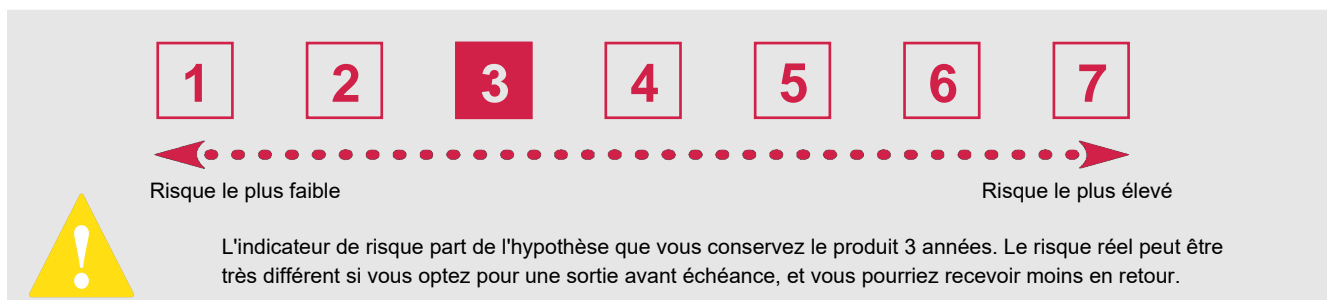 1 2 3 4 5 6 7
Risque le plus faible Risque le plus élevé
!
L'indicateur de risque part de l'hypothèse que vous conservez le produit 3 années. Le risque réel peut être
très différent si vous optez pour une sortie avant échéance, et vous pourriez recevoir moins en retour.